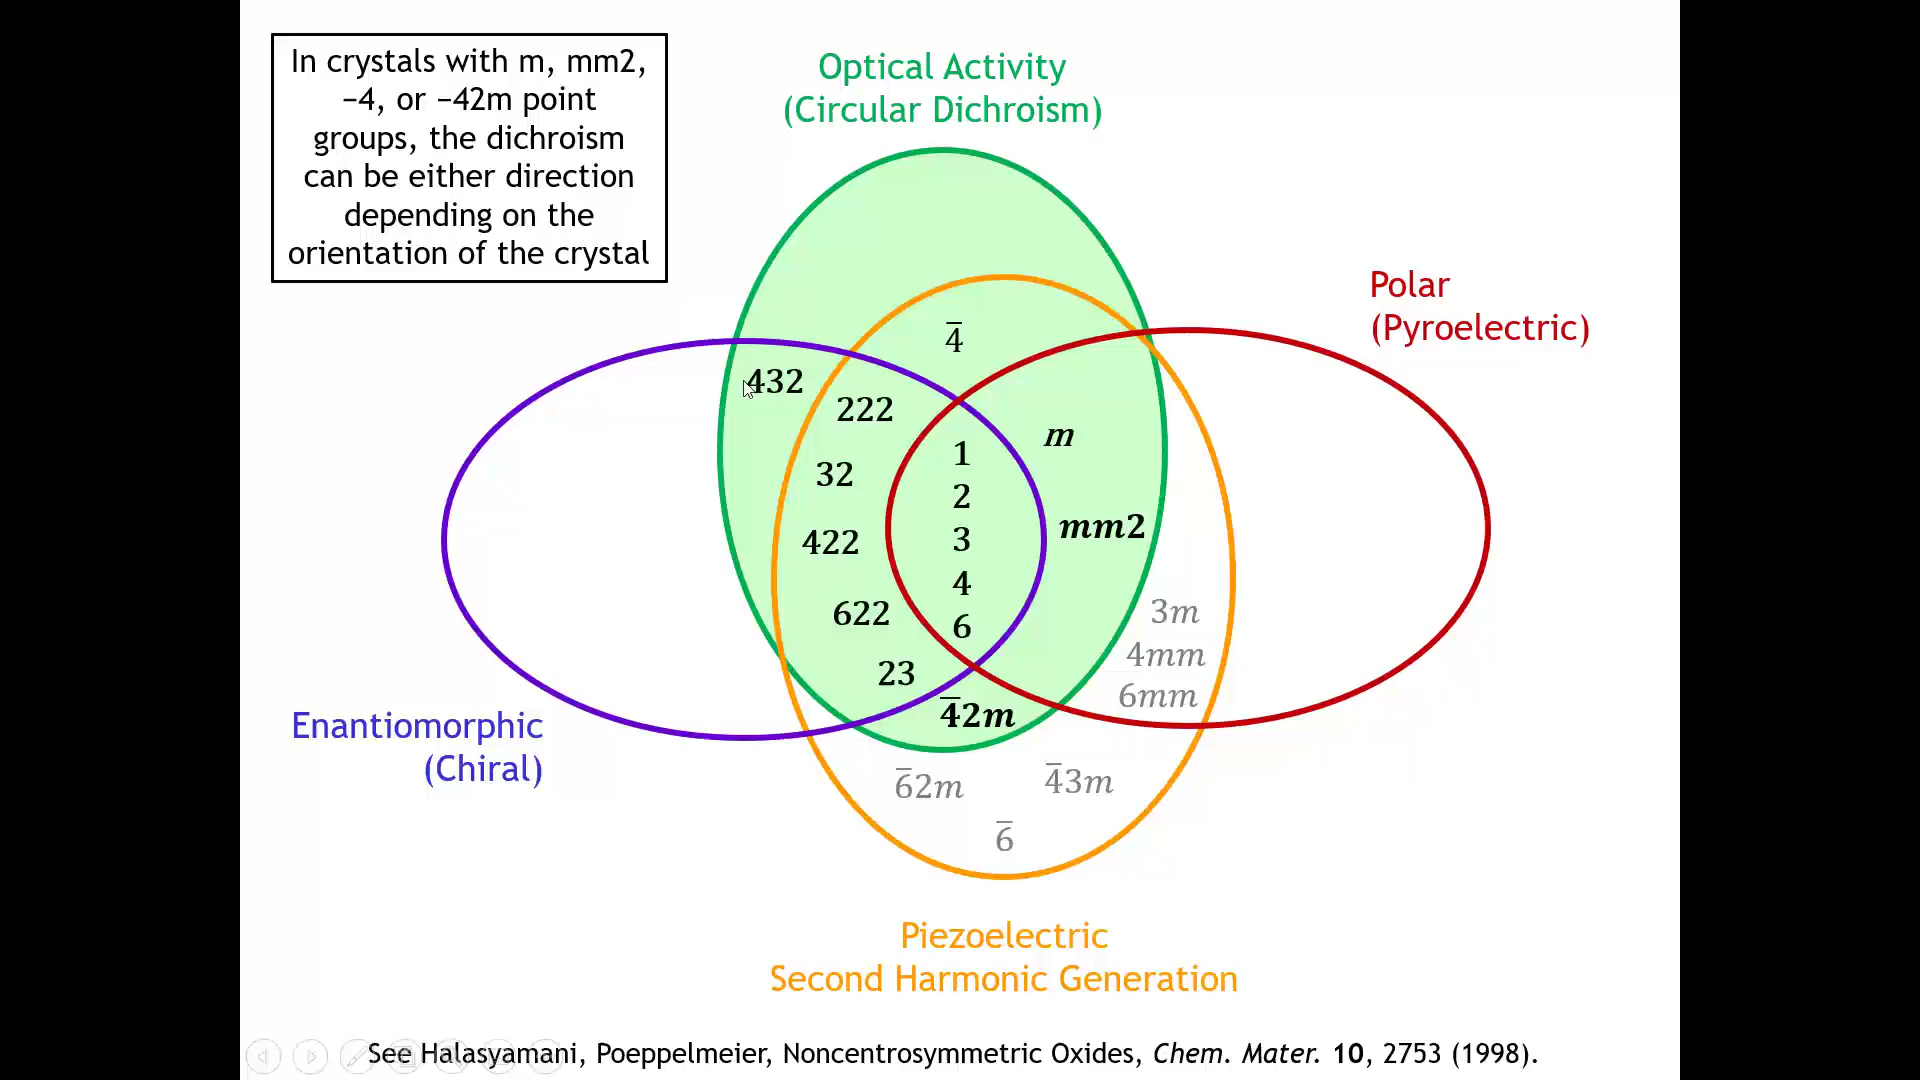 In crystals with m, mm2,
−4, or −42m point
groups, the dichroism
can be either direction
depending on the
orientation of the crystal
Optical Activity
(Circular Dichroism)
Polar
(Pyroelectric)
4̅
432
222
m
1
32
2
mm2
3
422
4
3m
622
6
4mm
23
6mm
4̅2m
Enantiomorphic
(Chiral)
6̅2m
4̅3m
6̅
Piezoelectric
Second Harmonic Generation
See Halasyamani, Poeppelmeier, Noncentrosymmetric Oxides, Chem. Mater. 10, 2753 (1998).